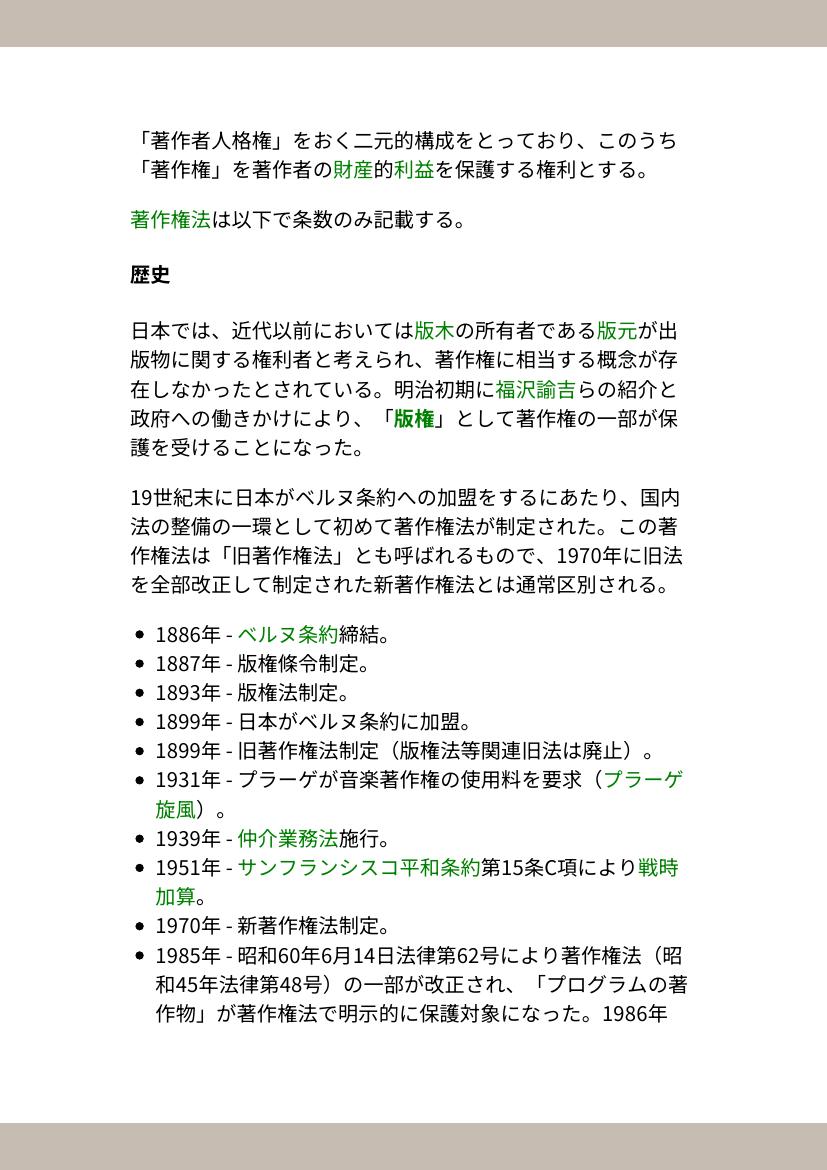 「著作者人格権」をおく二元的構成をとっており、このうち
「著作権」を著作者の財産的利益を保護する権利とする。
著作権法は以下で条数のみ記載する。
歴史
日本では、近代以前においては版木の所有者である版元が出
版物に関する権利者と考えられ、著作権に相当する概念が存
在しなかったとされている。明治初期に福沢諭吉らの紹介と
政府への働きかけにより、「版権」として著作権の一部が保
護を受けることになった。
19世紀末に日本がベルヌ条約への加盟をするにあたり、国内
法の整備の一環として初めて著作権法が制定された。この著
作権法は「旧著作権法」とも呼ばれるもので、1970年に旧法
を全部改正して制定された新著作権法とは通常区別される。
• 1886年 - ベルヌ条約締結。
• 1887年 - 版権條令制定。
• 1893年 - 版権法制定。
• 1899年 - 日本がベルヌ条約に加盟。
• 1899年 - 旧著作権法制定（版権法等関連旧法は廃止）。
• 1931年 - プラーゲが音楽著作権の使用料を要求（プラーゲ
旋風）。
• 1939年 - 仲介業務法施行。
• 1951年 - サンフランシスコ平和条約第15条C項により戦時
加算。
• 1970年 - 新著作権法制定。
• 1985年 - 昭和60年6月14日法律第62号により著作権法（昭
和45年法律第48号）の一部が改正され、「プログラムの著
作物」が著作権法で明示的に保護対象になった。1986年